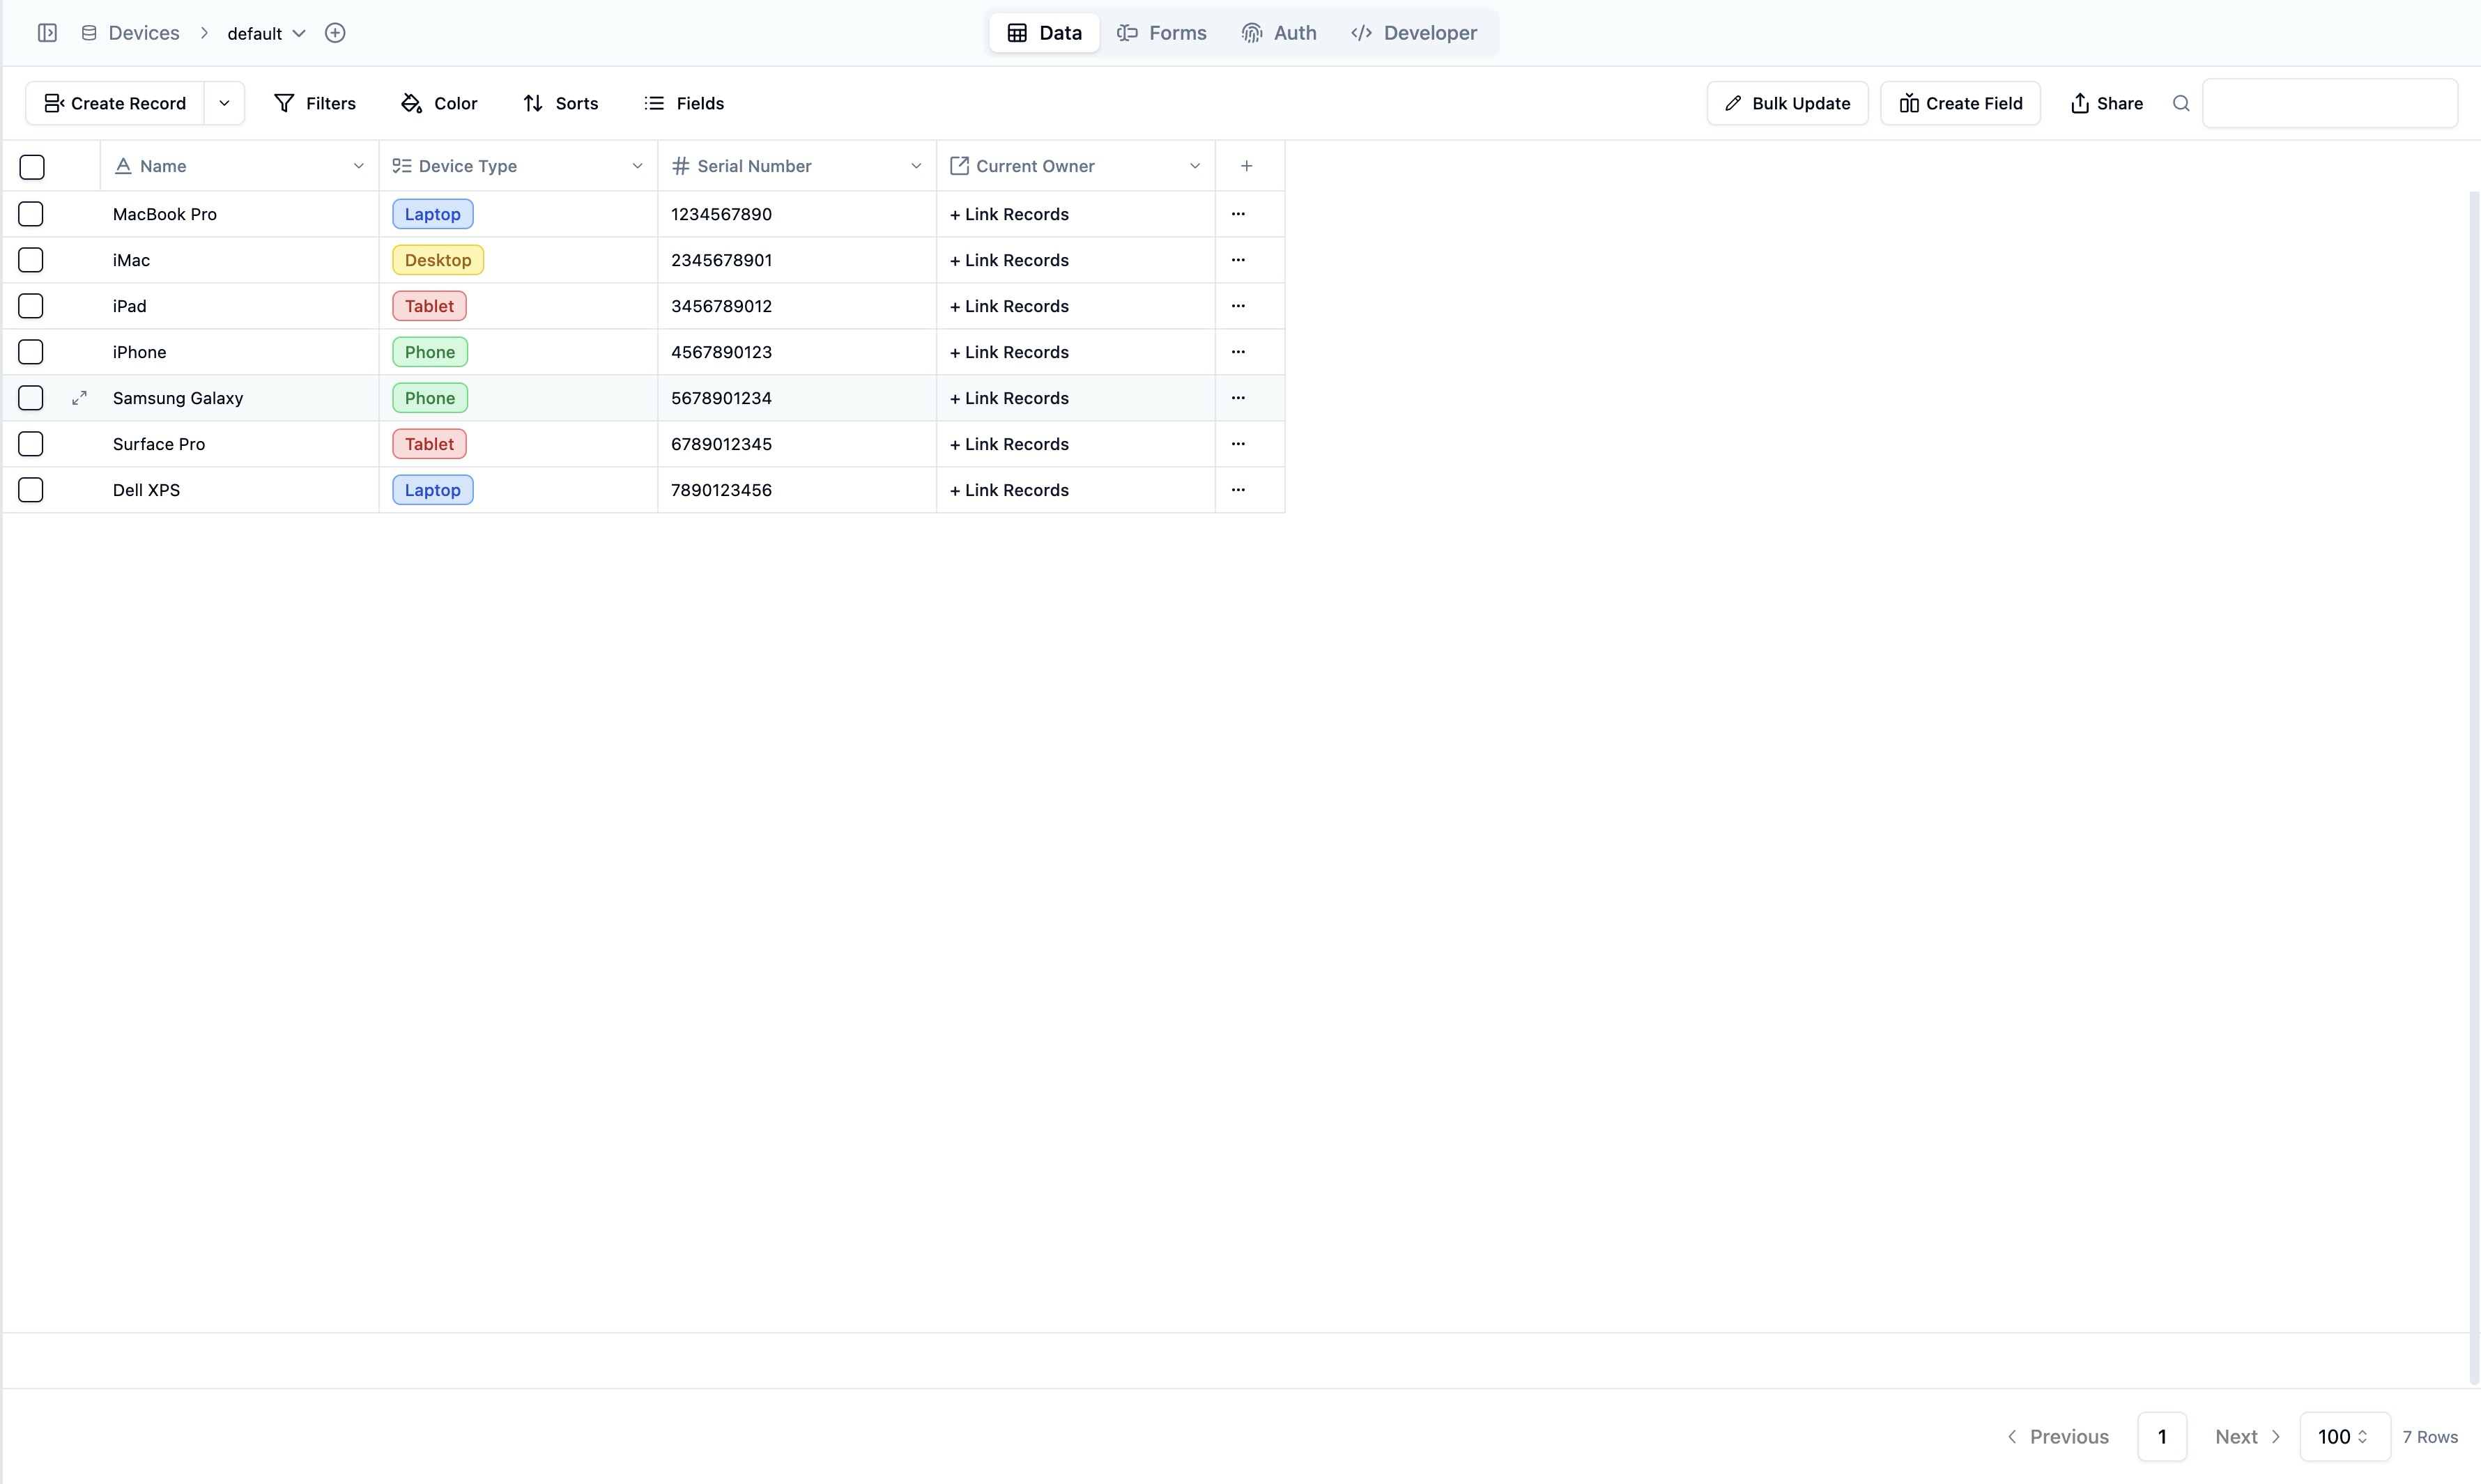 Devices > default
Data Forms Auth Developer
Create Record Filters Color Sorts Fields Bulk Update Create Field Share
Name Device Type Serial Number Current Owner +
MacBook Pro Laptop 1234567890 + Link Records ...
iMac Desktop 2345678901 + Link Records ...
iPad Tablet 3456789012 + Link Records ...
iPhone Phone 4567890123 + Link Records ...
Samsung Galaxy Phone 5678901234 + Link Records ...
Surface Pro Tablet 6789012345 + Link Records ...
Dell XPS Laptop 7890123456 + Link Records ...
Previous 1 Next 100 7 Rows